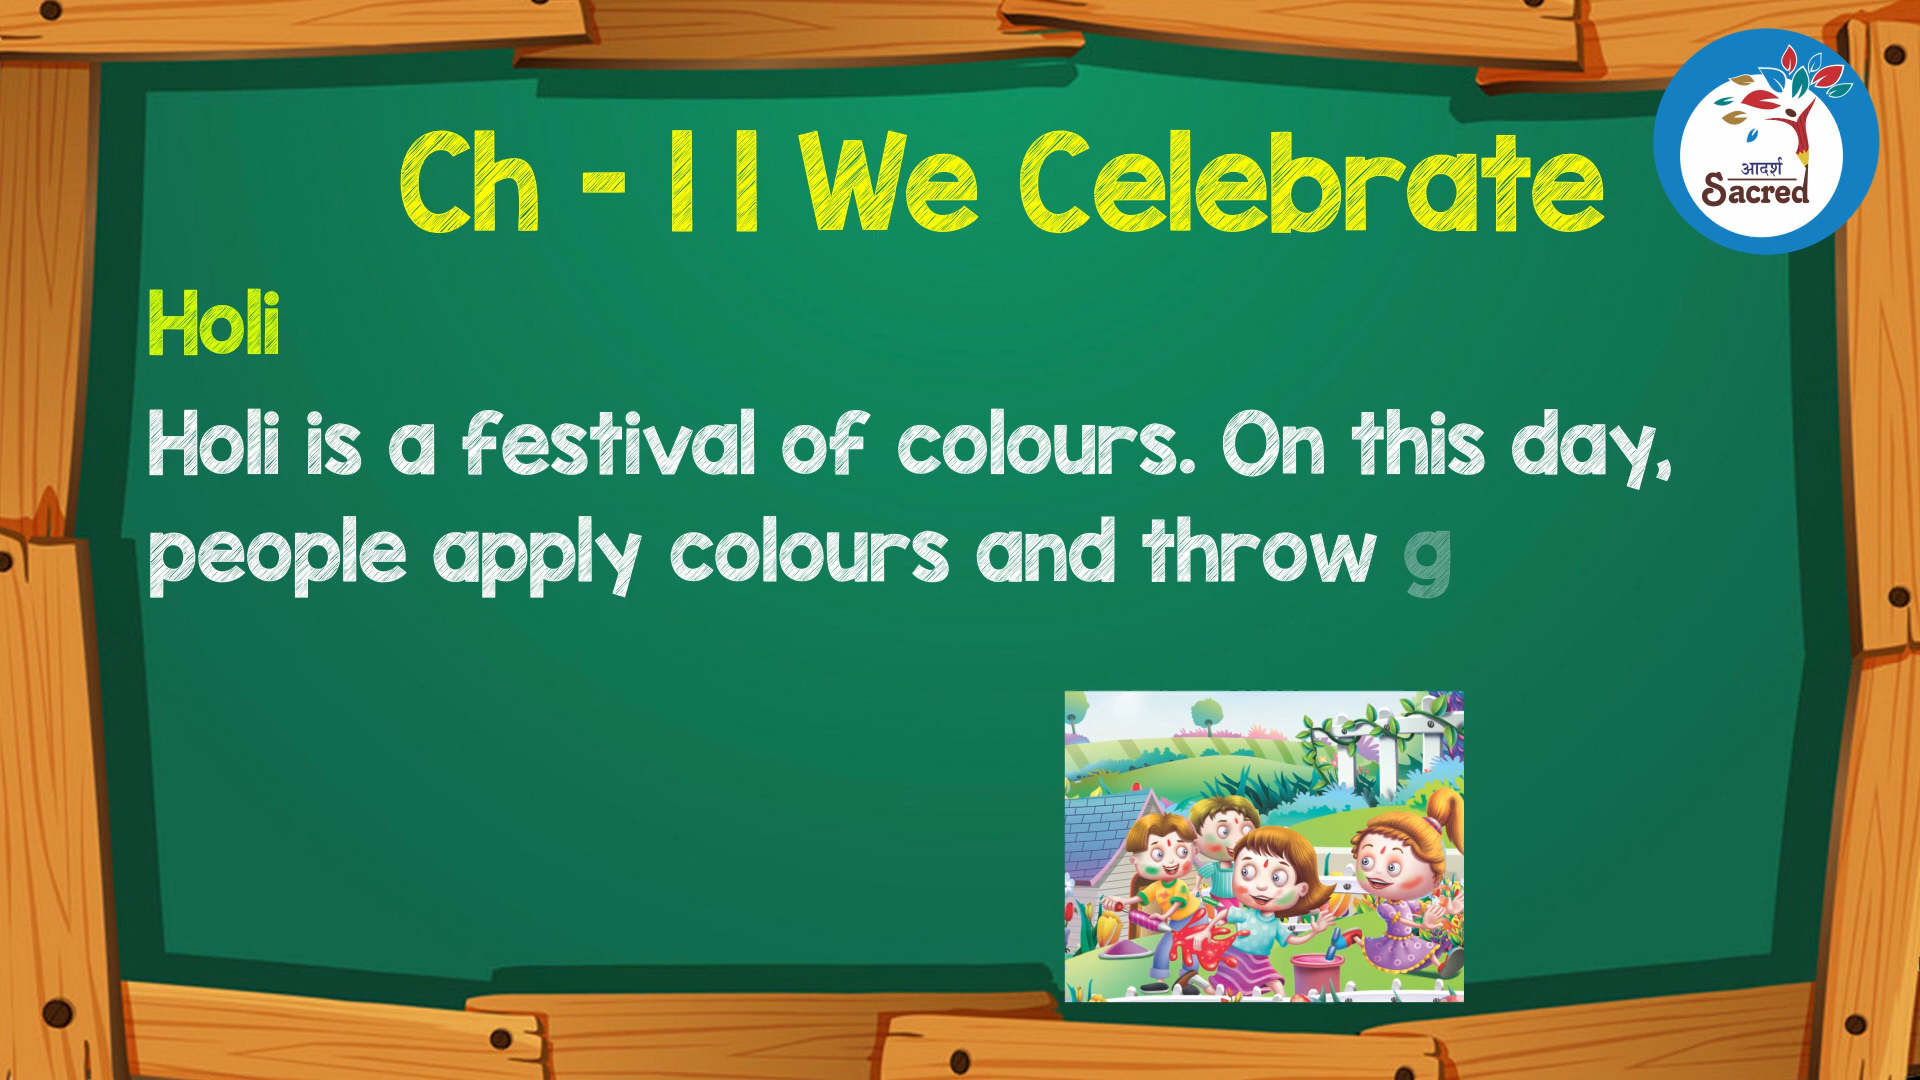 Ch - 11 We Celebrate
आदर्श
Sacred
Holi
Holi is a festival of colours. On this day,
people apply colours and throw g